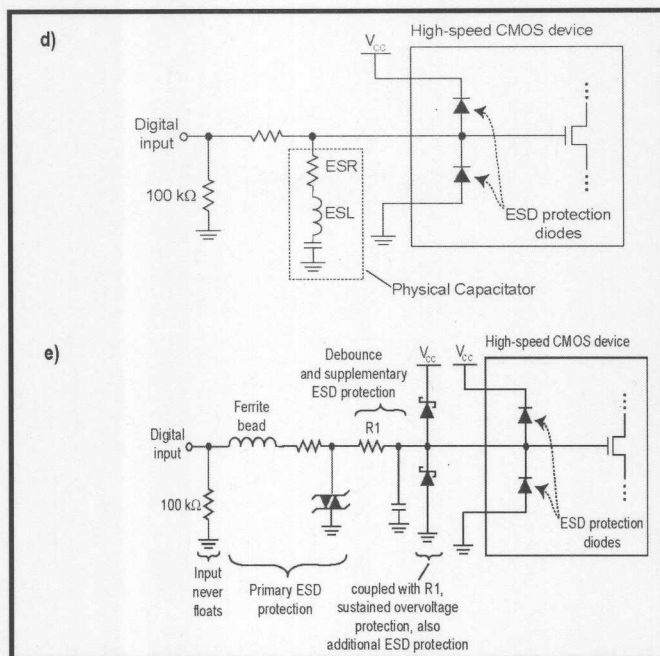 d)
High-speed CMOS device
VCC
Digital
input
100 kΩ
ESR
ESL
ESD protection
diodes
Physical Capacitator
e)
High-speed CMOS device
Debounce
and supplementary
ESD protection
VCC
VCC
Ferrite
bead
R1
Digital
input
100 kΩ
ESD protection
diodes
Input
never
floats
Primary ESD
protection
coupled with R1,
sustained overvoltage
protection, also
additional ESD protection